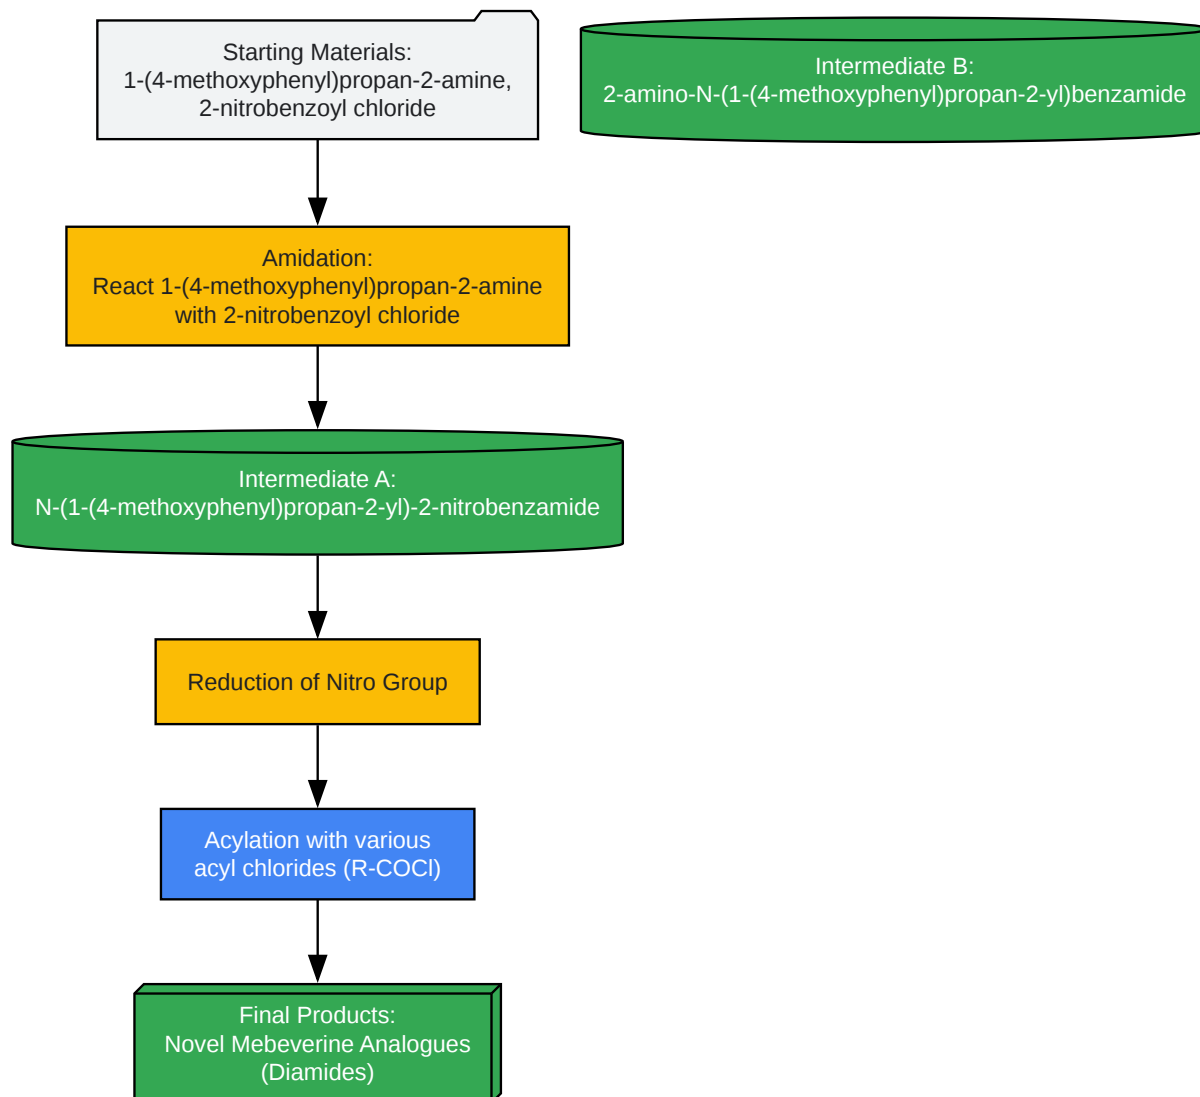 Starting Materials:
1-(4-methoxyphenyl)propan-2-amine,
2-nitrobenzoyl chloride
Intermediate B:
2-amino-N-(1-(4-methoxyphenyl)propan-2-yl)benzamide
Amidation:
React 1-(4-methoxyphenyl)propan-2-amine
with 2-nitrobenzoyl chloride
Intermediate A:
N-(1-(4-methoxyphenyl)propan-2-yl)-2-nitrobenzamide
Reduction of Nitro Group
Acylation with various
acyl chlorides (R-COCl)
Final Products:
Novel Mebeverine Analogues
(Diamides)